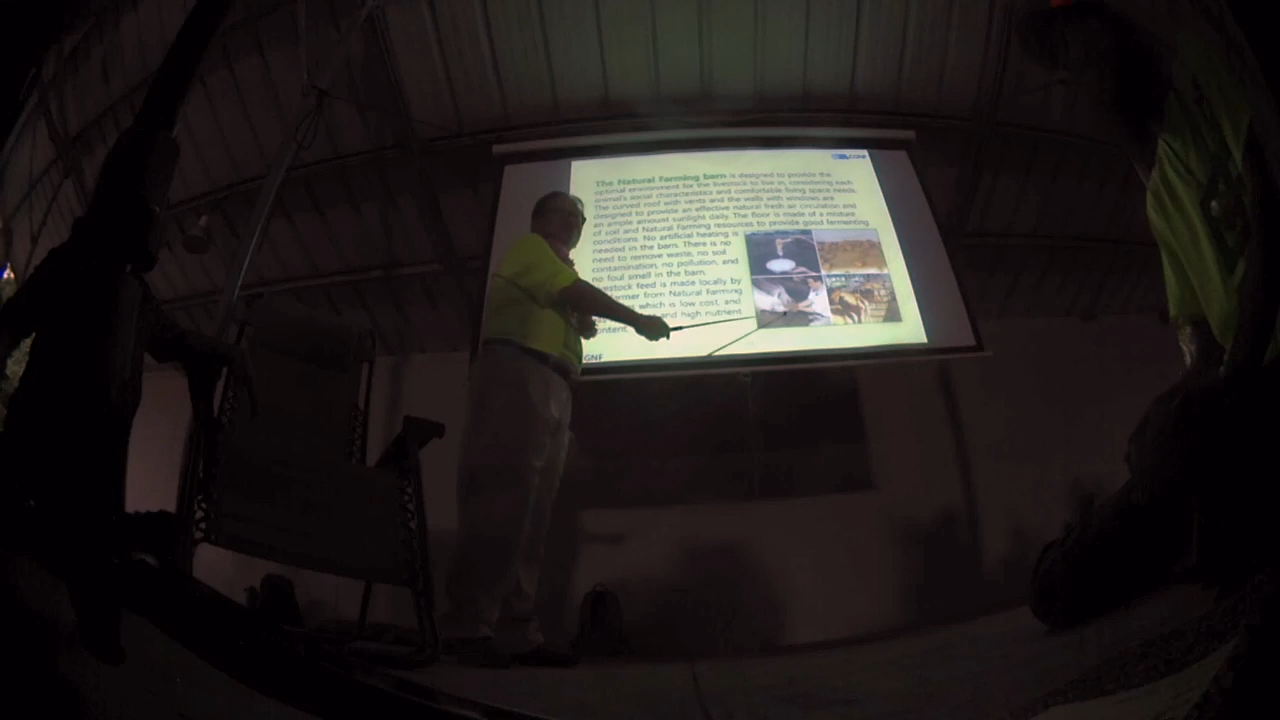 CGNF
The Natural Farming barn is designed to provide the
optimal environment for the livestock to live in, considering each
animal's social characteristics and comfortable living space needs.
The curved roof with vents and the walls with windows are
designed to provide an effective natural fresh air circulation and
an ample amount sunlight daily. The floor is made of a mixture
of soil and Natural Farming resources to provide good fermenting
conditions. No artificial heating is
needed in the barn. There is no
need to remove waste, no soil
contamination, no pollution, and
no foul smell in the barn.
stock feed is made locally by
rmer from Natural Farming
which is low cost, and
and high nutrient
ontent.
GNF